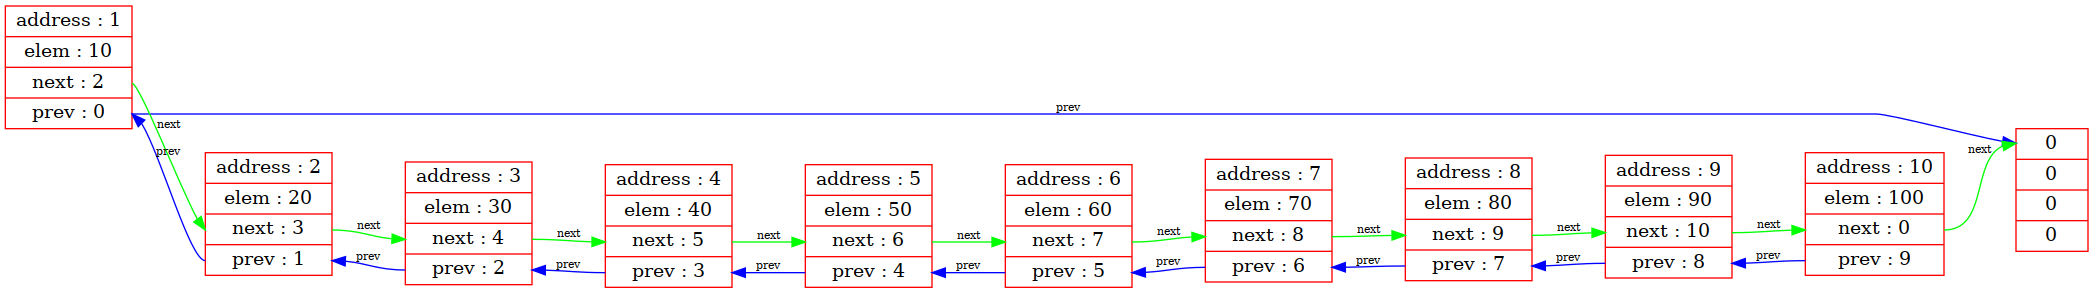 address : 1
elem : 10
next : 2
prev : 0
next
prev
prev
address : 2
elem : 20
next : 3
prev : 1
next
prev
address : 3
elem : 30
next : 4
prev : 2
next
prev
address : 4
elem : 40
next : 5
prev : 3
next
prev
address : 5
elem : 50
next : 6
prev : 4
next
prev
address : 6
elem : 60
next : 7
prev : 5
next
prev
address : 7
elem : 70
next : 8
prev : 6
next
prev
address : 8
elem : 80
next : 9
prev : 7
next
prev
address : 9
elem : 90
next : 10
prev : 8
next
prev
address : 10
elem : 100
next : 0
prev : 9
next
0
0
0
0